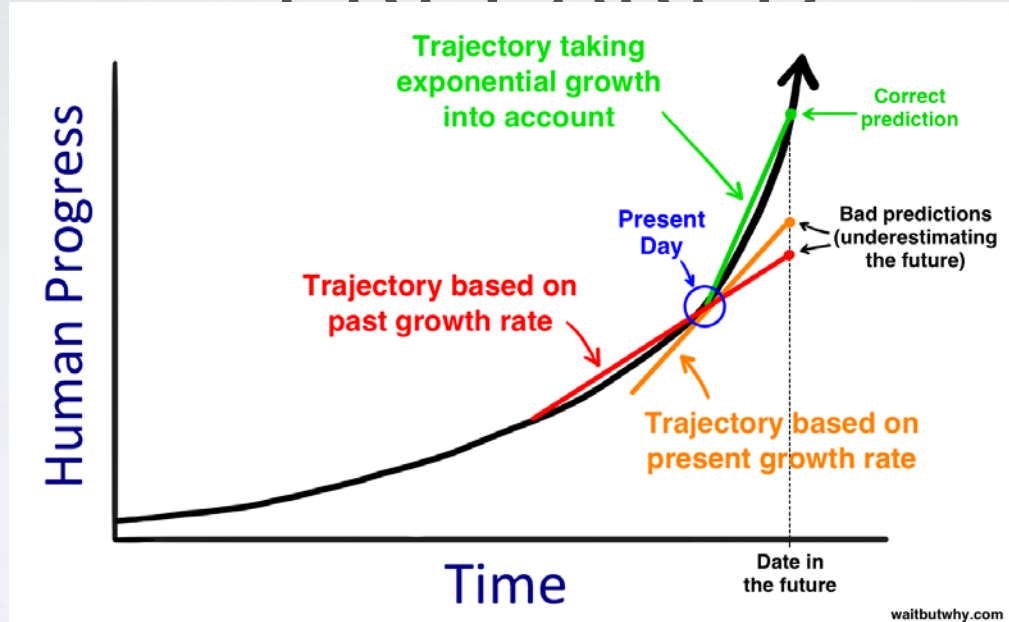 Trajectory taking
exponential growth
into account
Correct
prediction
Present
Day
Bad predictions
(underestimating
the future)
Trajectory based on
past growth rate
Trajectory based on
present growth rate
Human Progress
Time
Date in
the future
waitbutwhy.com